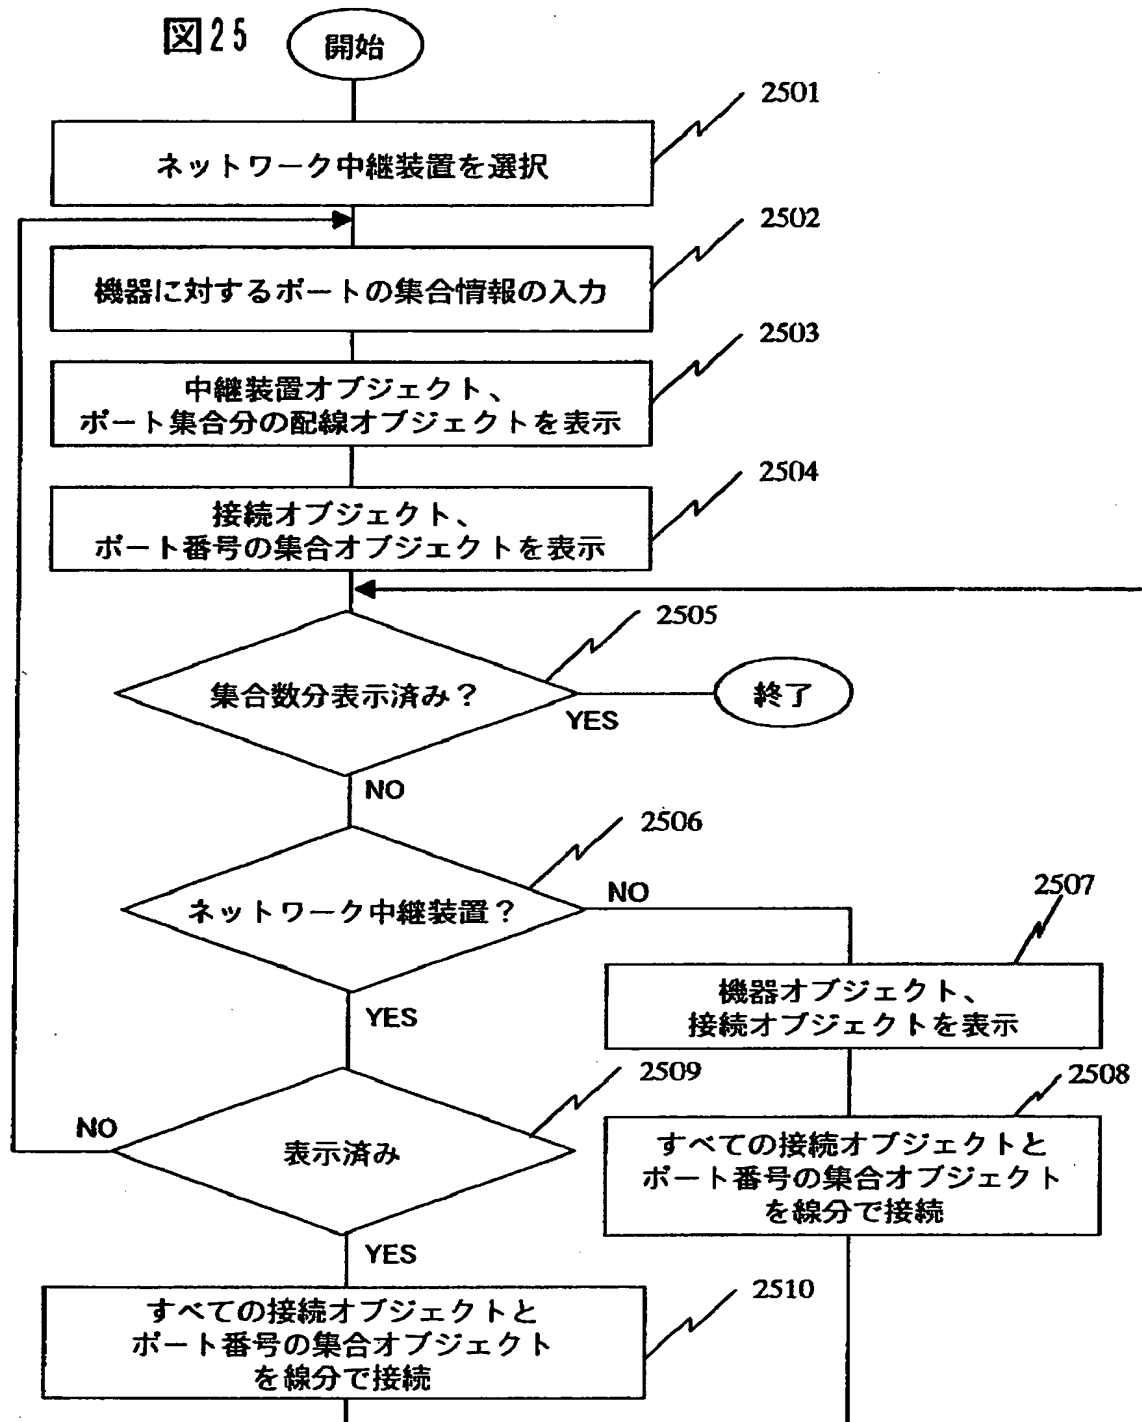 図25
開始
2501
ネットワーク中継装置を選択
2502
機器に対するポートの集合情報の入力
2503
中継装置オブジェクト、
ポート集合分の配線オブジェクトを表示
2504
接続オブジェクト、
ポート番号の集合オブジェクトを表示
2505
集合数分表示済み？
YES
終了
NO
2506
ネットワーク中継装置？
NO
2507
機器オブジェクト、
接続オブジェクトを表示
YES
2508
すべての接続オブジェクトと
ポート番号の集合オブジェクト
を線分で接続
2509
NO
表示済み
YES
2510
すべての接続オブジェクトと
ポート番号の集合オブジェクト
を線分で接続